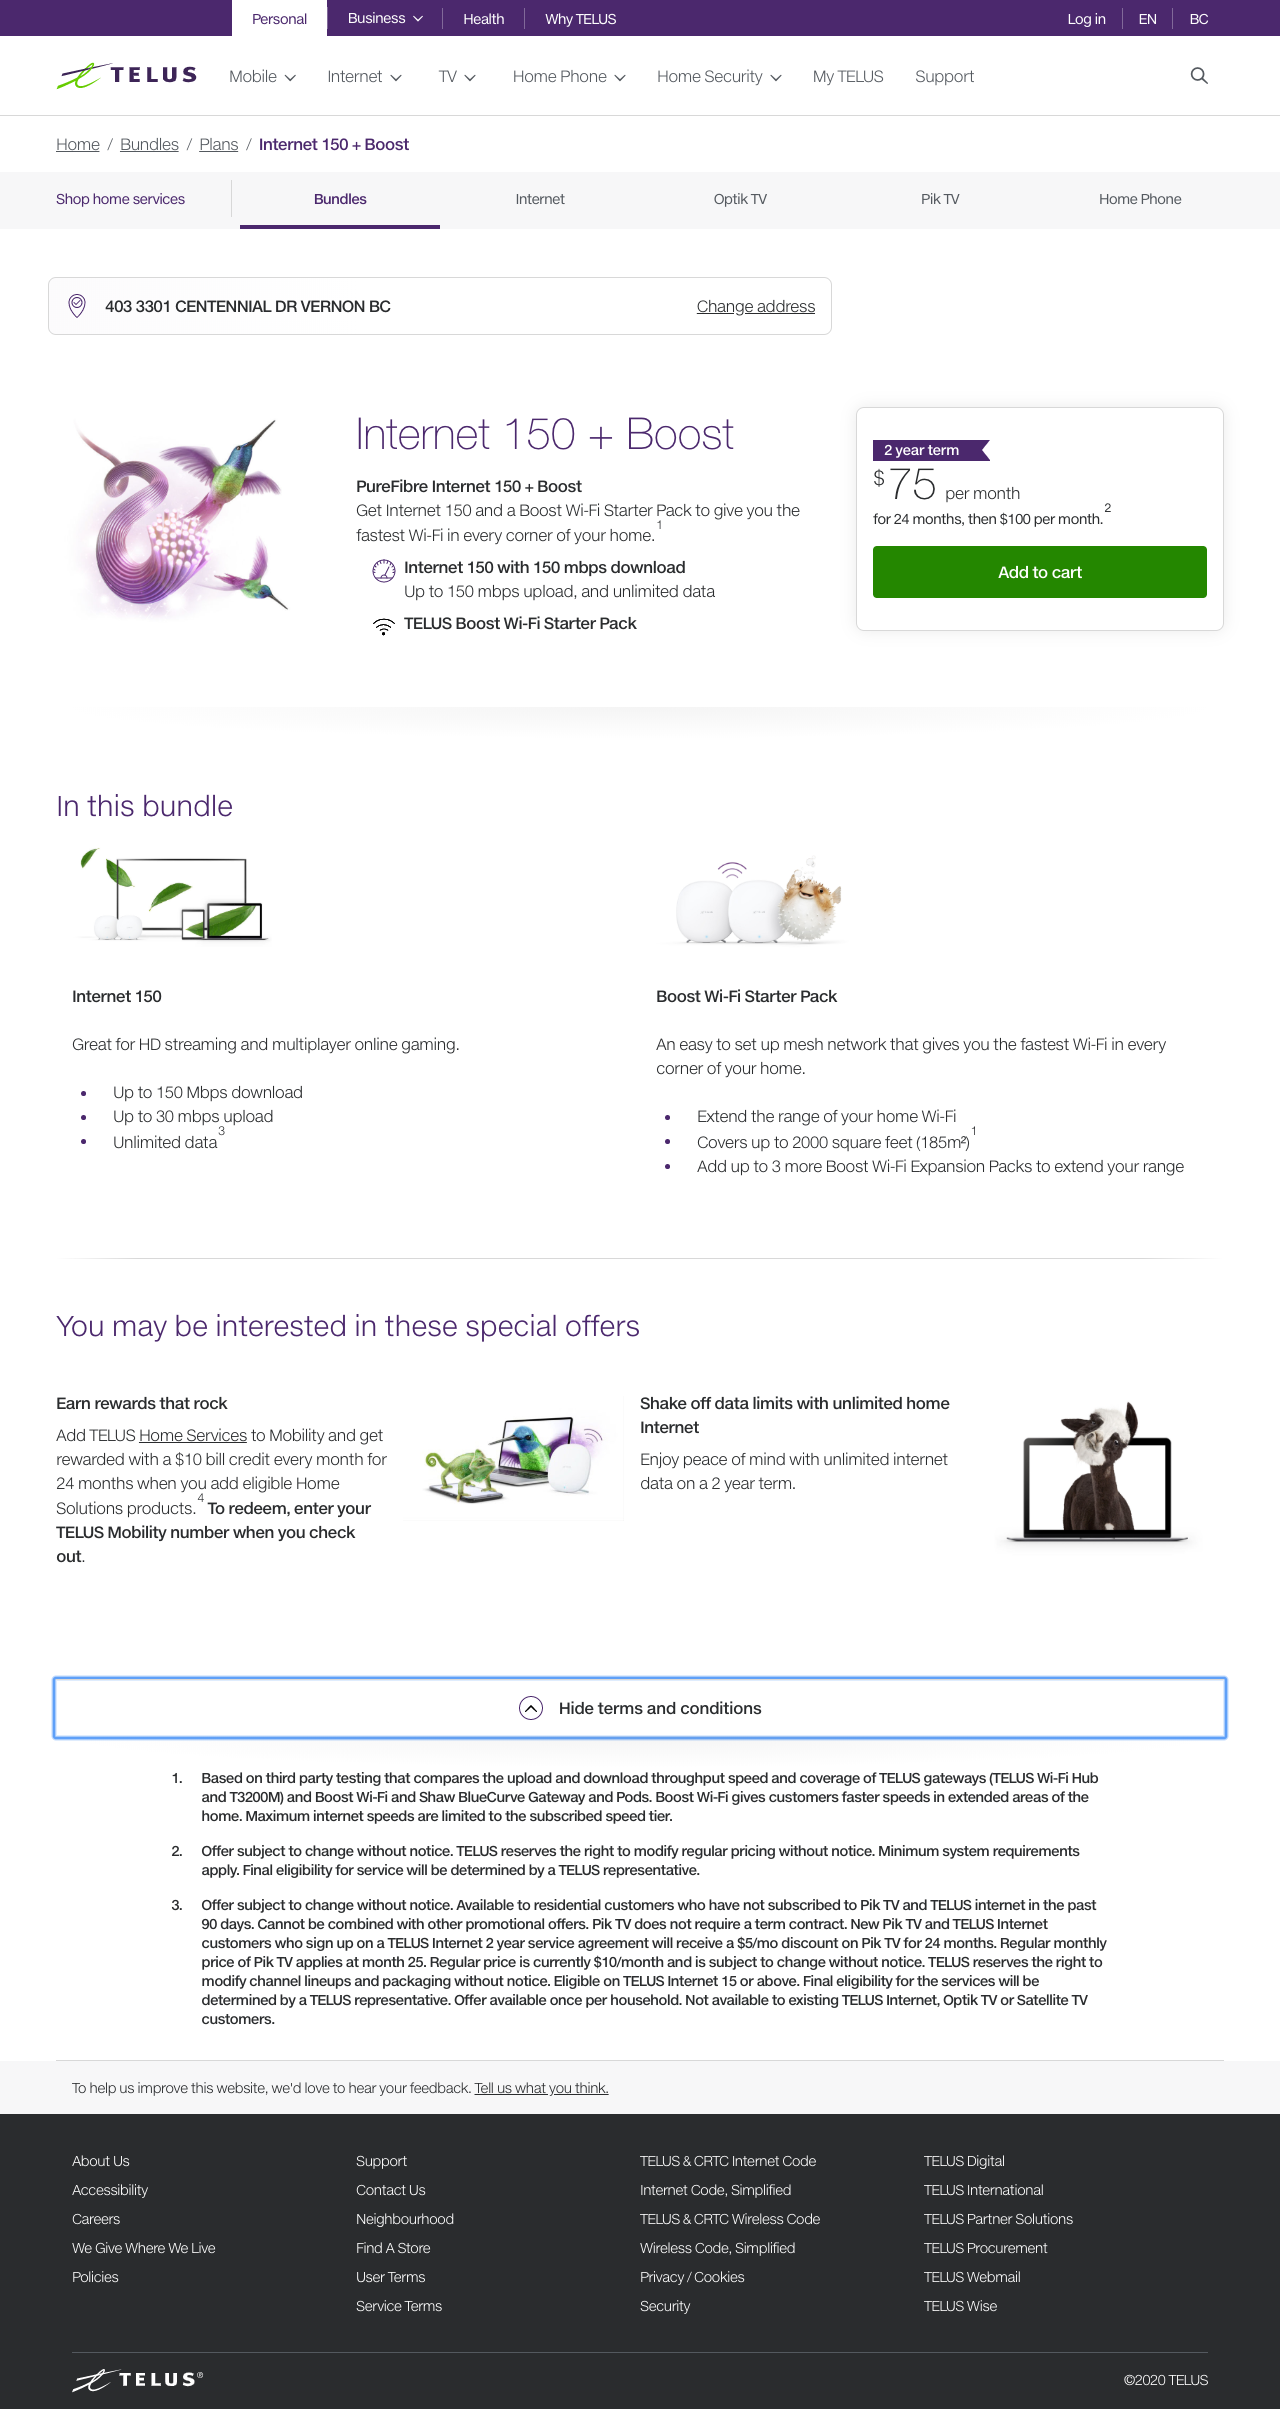 Personal
Business
Health
Why TELUS
Log in
EN
BC
TELUS
Mobile
Internet
TV
Home Phone
Home Security
My TELUS
Support
Home / Bundles / Plans / Internet 150 + Boost
Shop home services
Bundles
Internet
Optik TV
Pik TV
Home Phone
403 3301 CENTENNIAL DR VERNON BC
Change address
Internet 150 + Boost
PureFibre Internet 150 + Boost
Get Internet 150 and a Boost Wi-Fi Starter Pack to give you the
fastest Wi-Fi in every corner of your home.1
Internet 150 with 150 mbps download
Up to 150 mbps upload, and unlimited data
TELUS Boost Wi-Fi Starter Pack
2 year term
$75 per month
for 24 months, then $100 per month.2
Add to cart
In this bundle
Internet 150
Great for HD streaming and multiplayer online gaming.
• Up to 150 Mbps download
• Up to 30 mbps upload
• Unlimited data3
Boost Wi-Fi Starter Pack
An easy to set up mesh network that gives you the fastest Wi-Fi in every
corner of your home.
• Extend the range of your home Wi-Fi
• Covers up to 2000 square feet (185m²)1
• Add up to 3 more Boost Wi-Fi Expansion Packs to extend your range
You may be interested in these special offers
Earn rewards that rock
Add TELUS Home Services to Mobility and get
rewarded with a $10 bill credit every month for
24 months when you add eligible Home
Solutions products.4 To redeem, enter your
TELUS Mobility number when you check
out.
Shake off data limits with unlimited home
Internet
Enjoy peace of mind with unlimited internet
data on a 2 year term.
Hide terms and conditions
1. Based on third party testing that compares the upload and download throughput speed and coverage of TELUS gateways (TELUS Wi-Fi Hub
and T3200M) and Boost Wi-Fi and Shaw BlueCurve Gateway and Pods. Boost Wi-Fi gives customers faster speeds in extended areas of the
home. Maximum internet speeds are limited to the subscribed speed tier.
2. Offer subject to change without notice. TELUS reserves the right to modify regular pricing without notice. Minimum system requirements
apply. Final eligibility for service will be determined by a TELUS representative.
3. Offer subject to change without notice. Available to residential customers who have not subscribed to Pik TV and TELUS internet in the past
90 days. Cannot be combined with other promotional offers. Pik TV does not require a term contract. New Pik TV and TELUS Internet
customers who sign up on a TELUS Internet 2 year service agreement will receive a $5/mo discount on Pik TV for 24 months. Regular monthly
price of Pik TV applies at month 25. Regular price is currently $10/month and is subject to change without notice. TELUS reserves the right to
modify channel lineups and packaging without notice. Eligible on TELUS Internet 15 or above. Final eligibility for the services will be
determined by a TELUS representative. Offer available once per household. Not available to existing TELUS Internet, Optik TV or Satellite TV
customers.
To help us improve this website, we'd love to hear your feedback. Tell us what you think.
About Us
Accessibility
Careers
We Give Where We Live
Policies
Support
Contact Us
Neighbourhood
Find A Store
User Terms
Service Terms
TELUS & CRTC Internet Code
Internet Code, Simplified
TELUS & CRTC Wireless Code
Wireless Code, Simplified
Privacy / Cookies
Security
TELUS Digital
TELUS International
TELUS Partner Solutions
TELUS Procurement
TELUS Webmail
TELUS Wise
TELUS®
©2020 TELUS